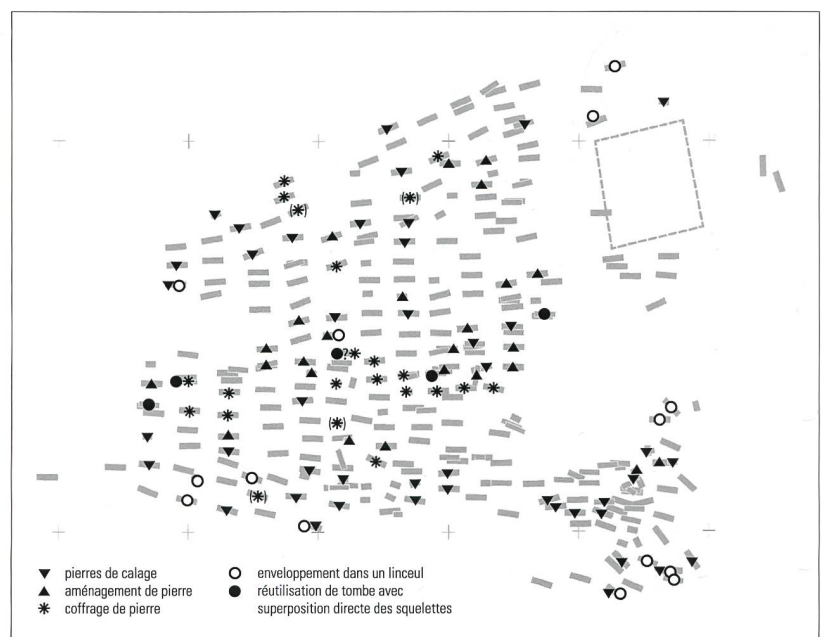 ?
pierres de calage
aménagement de pierre
coffrage de pierre
enveloppement dans un linceul
réutilisation de tombe avec
superposition directe des squelettes